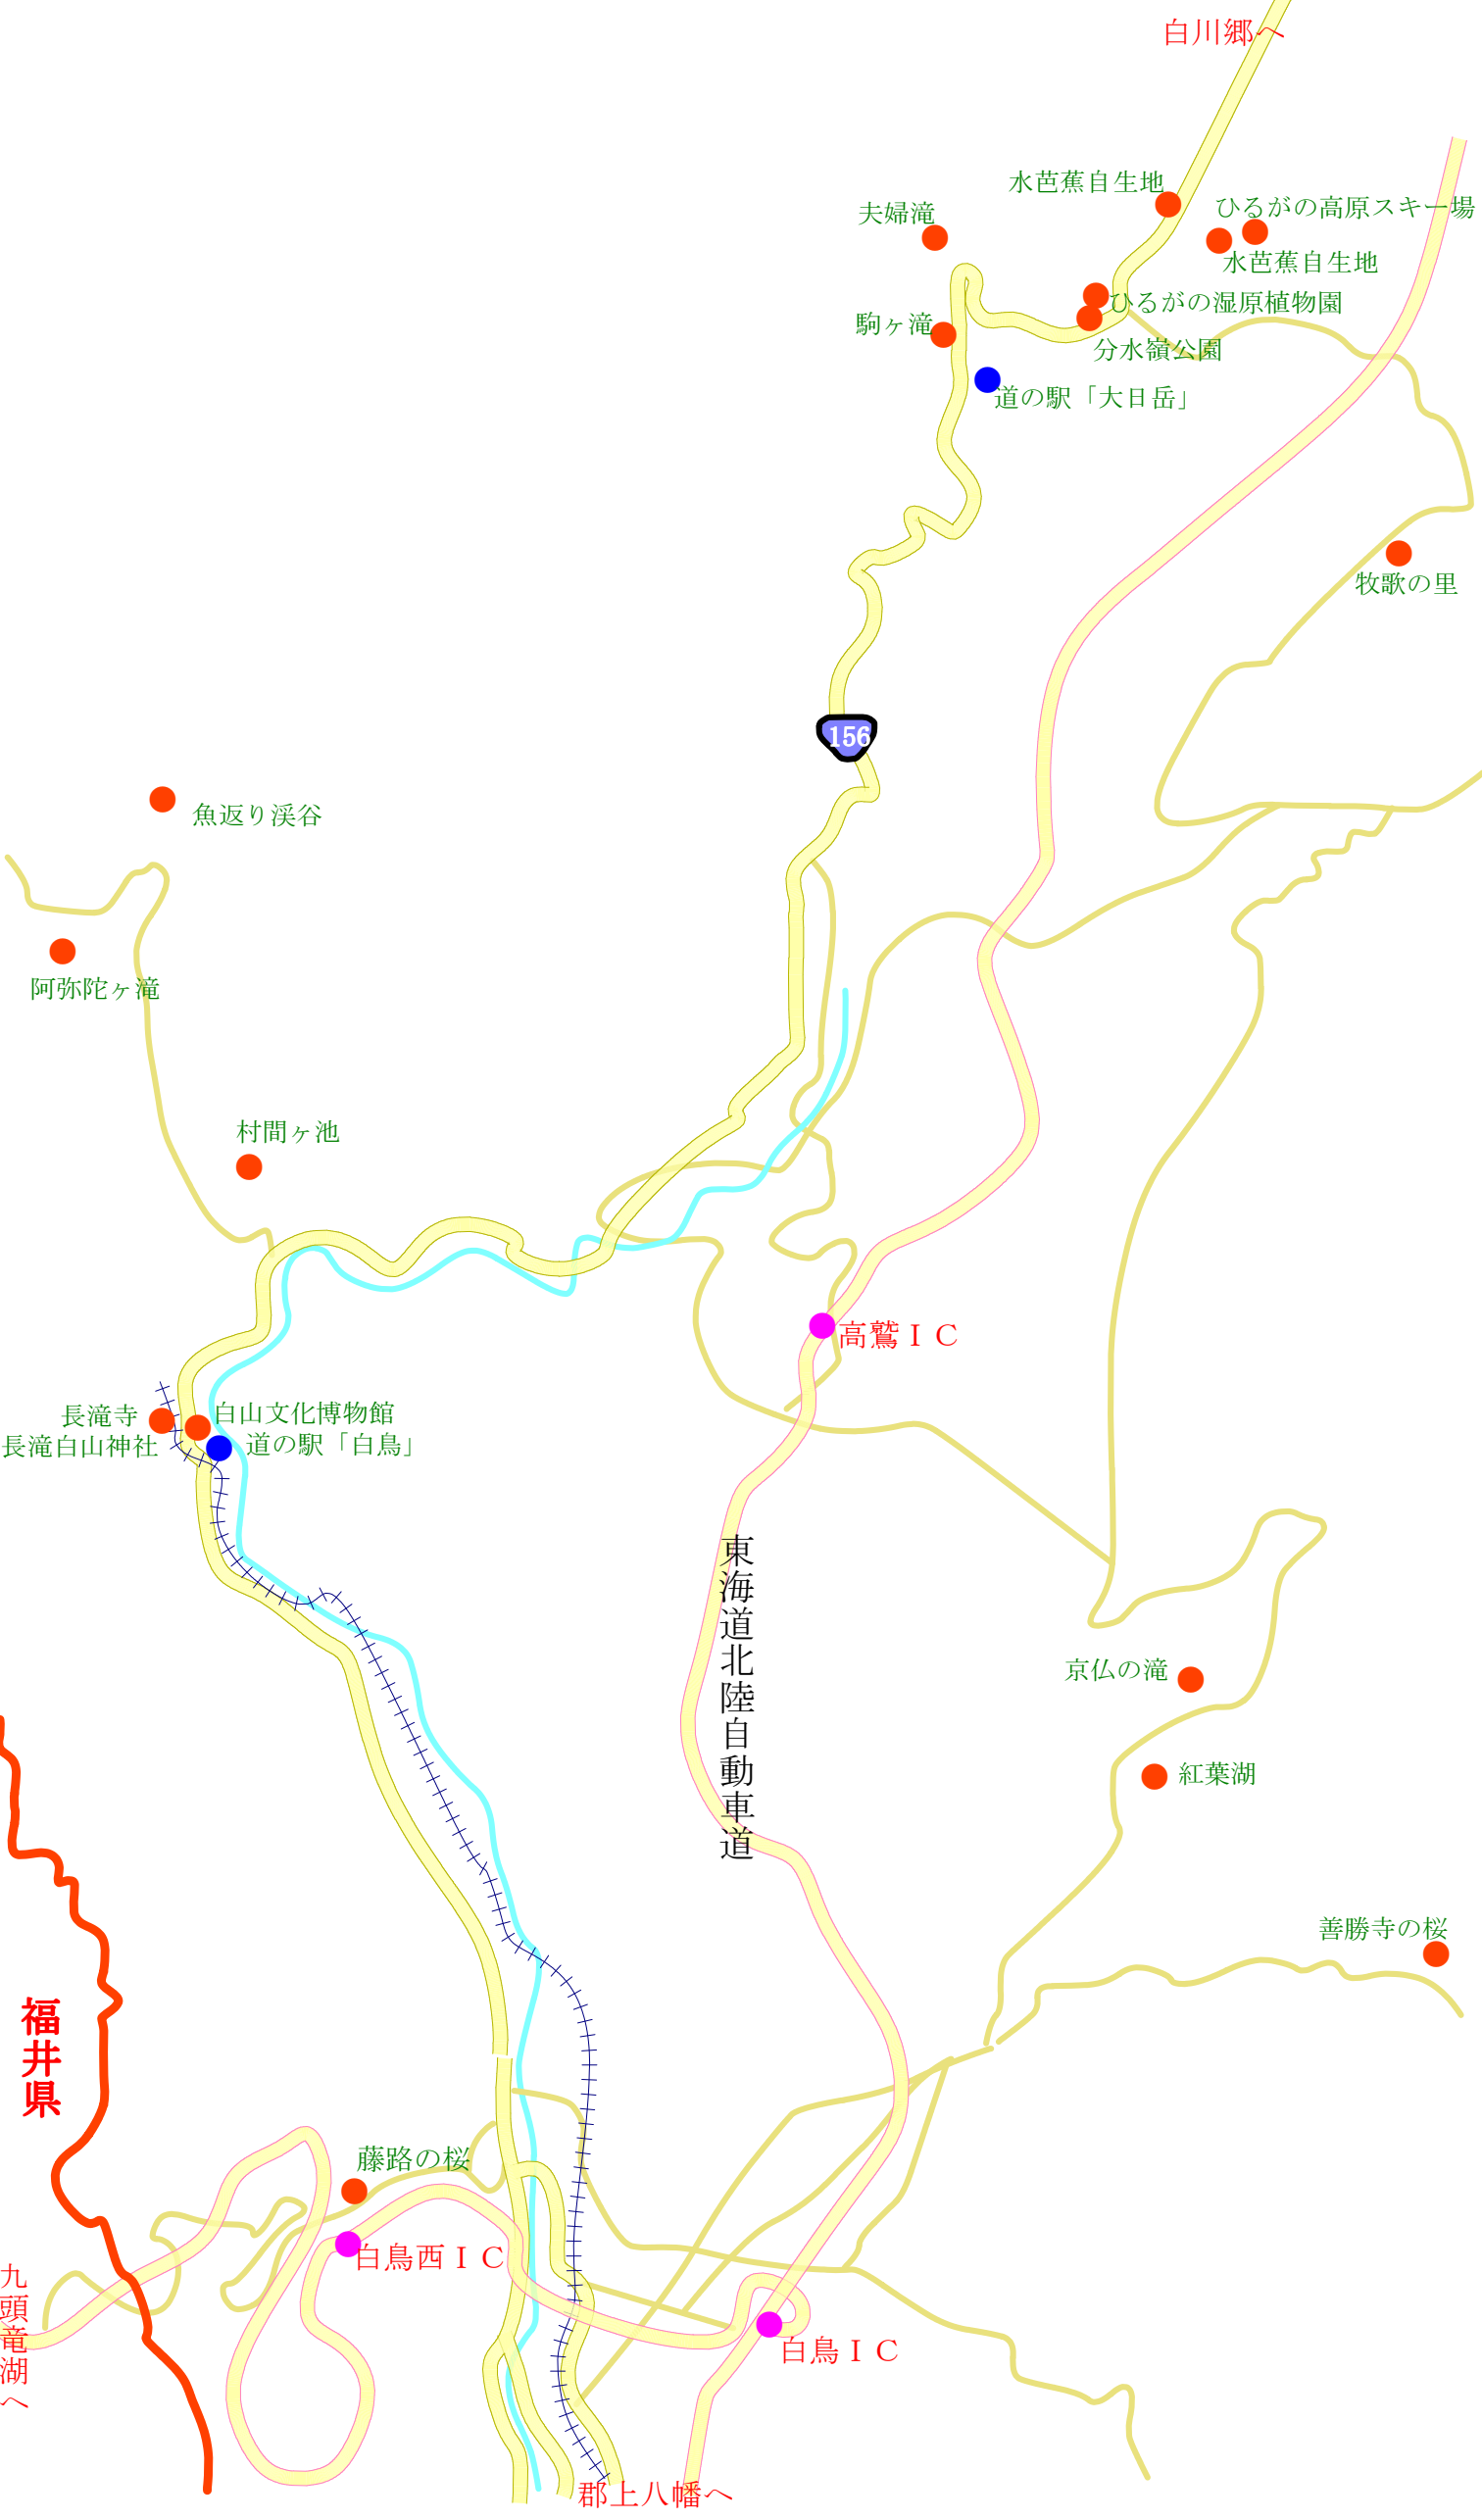 白川郷へ
水芭蕉自生地
夫婦滝
ひるがの高原スキー場
水芭蕉自生地
ひるがの湿原植物園
駒ヶ滝
分水嶺公園
道の駅「大日岳」
牧歌の里
156
魚返り渓谷
阿弥陀ヶ滝
村間ヶ池
高鷲ＩＣ
長滝寺
白山文化博物館
長滝白山神社
道の駅「白鳥」
東海道北陸自動車道
京仏の滝
紅葉湖
善勝寺の桜
福井県
藤路の桜
白鳥西ＩＣ
九頭竜湖へ
白鳥ＩＣ
郡上八幡へ